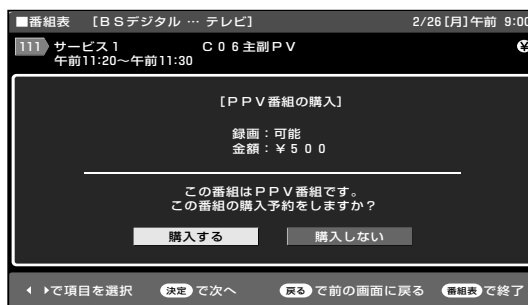 ■番組表 [BSデジタル … テレビ] 2/26[月]午前 9:00
111 サービス1 C06主副PV ¥
午前11:20～午前11:30
[PPV番組の購入]
録画：可能
金額：¥500
この番組はPPV番組です。
この番組の購入予約をしますか？
購入する 購入しない
で項目を選択 決定 で次へ 戻る で前の画面に戻る 番組表 で終了